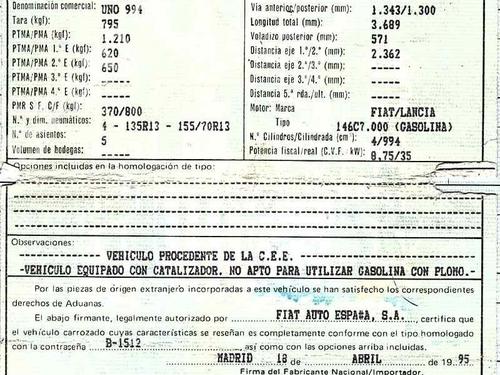 Denominación comercial: UNO 994
Tara (kgf): 795
PTMA/PMA (kgf): 1.210
PTMA/PMA 1.º E (kgf): 620
PTMA/PMA 2.º E (kgf): 650
PTMA/PMA 3.º E (kgf): -----
PTMA/PMA 4.º E (kgf): -----
PMR S F, C/F (kgf): 370/800
N.º y dim. neumáticos: 4 - 135R13 - 155/70R13
N.º de asientos: 5
Volumen de bodegas: -----
Vía anterior/posterior (mm): 1.343/1.300
Longitud total (mm): 3.689
Voladizo posterior (mm): 571
Distancia eje 1.º/2.º (mm): 2.362
Distancia eje 2.º/3.º (mm): -----
Distancia eje 3.º/4.º (mm): -----
Distancia 5.ª rda./ult. (mm): -----
Motor: Marca FIAT/LANCIA
Tipo 146C7.000 (GASOLINA)
N.º Cilindros/Cilindrada (cm³): 4/994
Potencia fiscal/real (C.V.F. kW): 8,75/35
Opciones incluidas en la homologación de tipo:
Observaciones:
--------- VEHICULO PROCEDENTE DE LA C.E.E. ---------
-VEHICULO EQUIPADO CON CATALIZADOR. NO APTO PARA UTILIZAR GASOLINA CON PLOMO.-
Por las piezas de origen extranjero incorporadas a este vehículo se han satisfecho los correspondientes
derechos de Aduanas.
El abajo firmante, legalmente autorizado por FIAT AUTO ESPA#A, S.A., certifica que
el vehículo carrozado cuyas características se reseñan es completamente conforme con el tipo homologado
con la contraseña B-1512 así como con las opciones arriba incluidas.
MADRID 18 de ABRIL de 19 95
Firma del Fabricante Nacional/Importador.